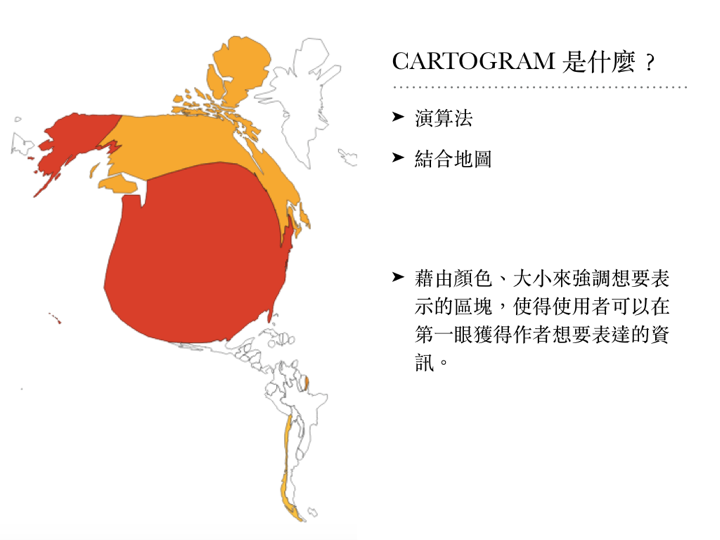 CARTOGRAM 是什麼？
➤ 演算法
➤ 結合地圖
➤ 藉由顏色、大小來強調想要表
示的區塊，使得使用者可以在
第一眼獲得作者想要表達的資
訊。